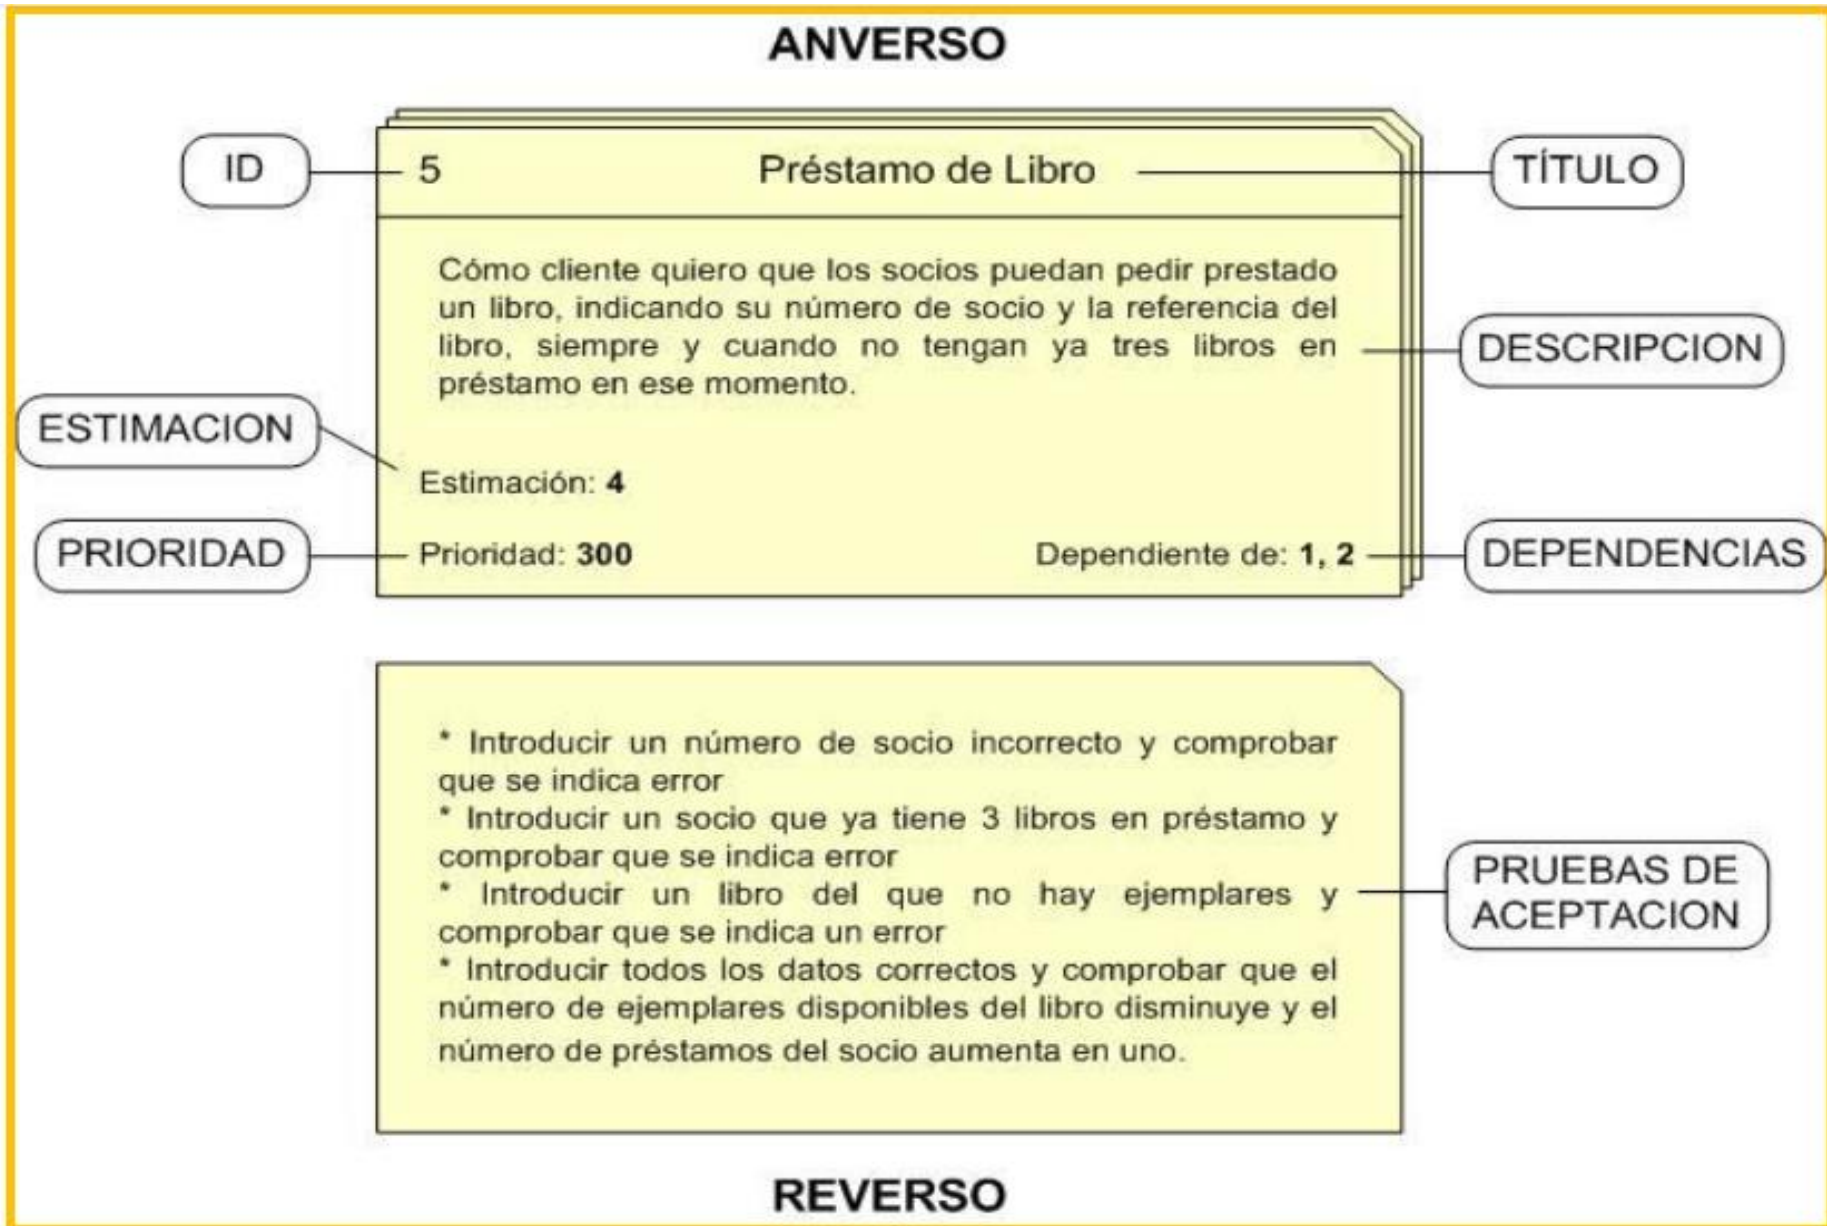 ANVERSO
ID
5
Préstamo de Libro
TÍTULO
Cómo cliente quiero que los socios puedan pedir prestado
un libro, indicando su número de socio y la referencia del
libro, siempre y cuando no tengan ya tres libros en
préstamo en ese momento.
DESCRIPCION
ESTIMACION
Estimación: 4
PRIORIDAD
Prioridad: 300
Dependiente de: 1, 2
DEPENDENCIAS
* Introducir un número de socio incorrecto y comprobar
que se indica error
* Introducir un socio que ya tiene 3 libros en préstamo y
comprobar que se indica error
* Introducir un libro del que no hay ejemplares y
comprobar que se indica un error
* Introducir todos los datos correctos y comprobar que el
número de ejemplares disponibles del libro disminuye y el
número de préstamos del socio aumenta en uno.
PRUEBAS DE
ACEPTACION
REVERSO